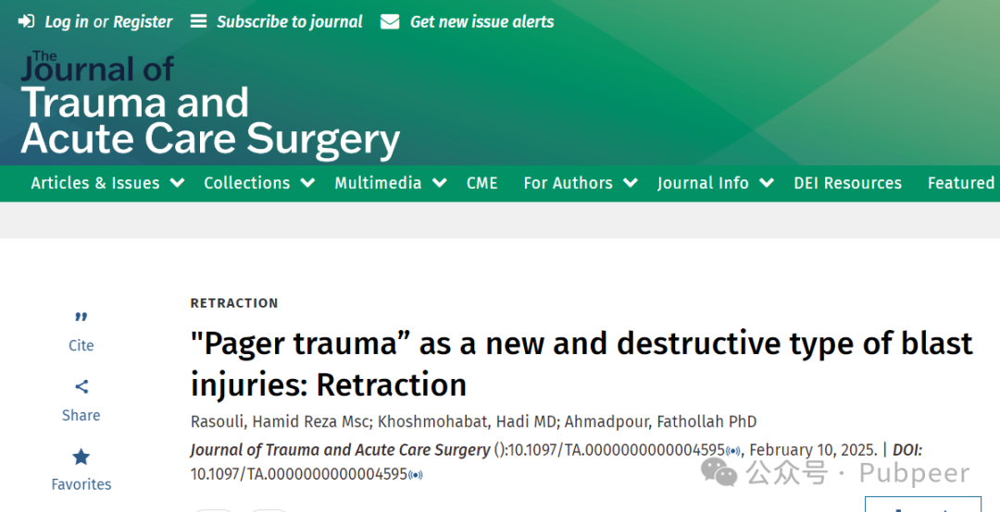 Log in or Register Subscribe to journal Get new issue alerts
The
Journal of
Trauma and
Acute Care Surgery
Articles & Issues Collections Multimedia CME For Authors Journal Info DEI Resources Featured
RETRACTION
"Pager trauma” as a new and destructive type of blast
injuries: Retraction
Rasouli, Hamid Reza Msc; Khoshmohabat, Hadi MD; Ahmadpour, Fathollah PhD
Journal of Trauma and Acute Care Surgery ():10.1097/TA.0000000000004595, February 10, 2025. | DOI:
10.1097/TA.0000000000004595
Cite
Share
Favorites
公众号 · Pubpeer